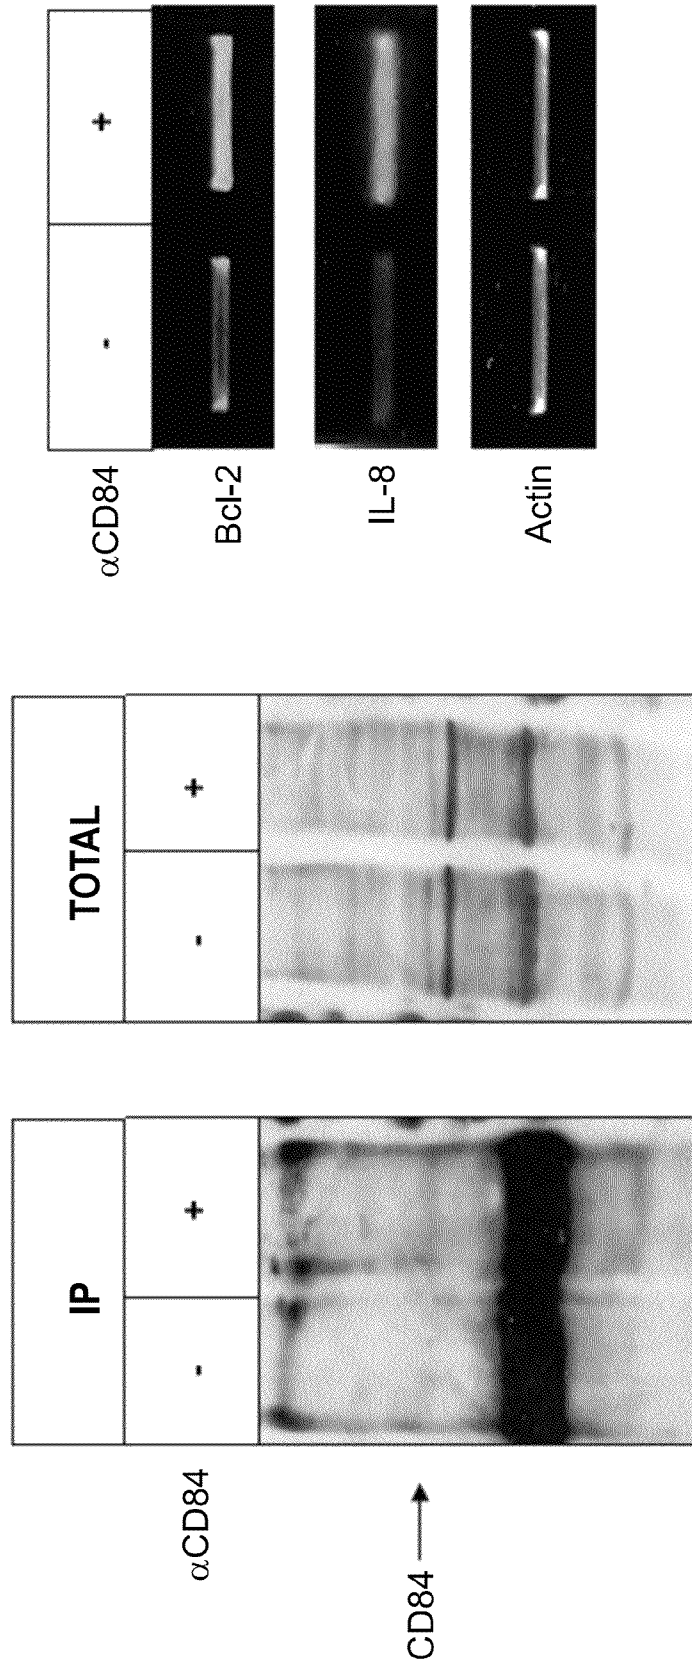 IP
TOTAL
αCD84
-
+
-
+
CD84
αCD84
-
+
Bcl-2
IL-8
Actin